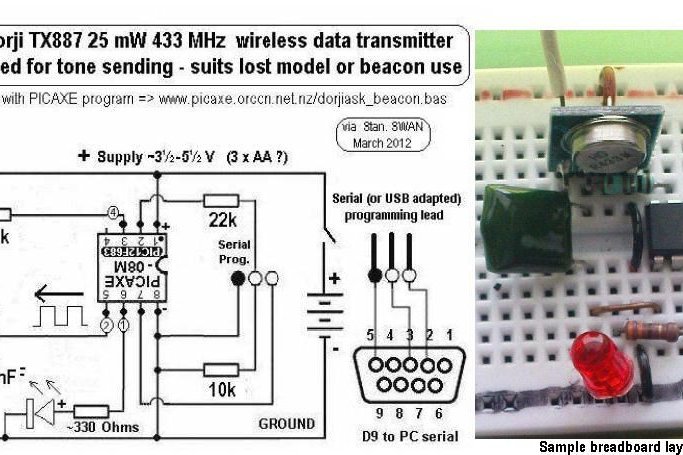 orji TX887 25 mW 433 MHz wireless data transmitter
ed for tone sending - suits lost model or beacon use
with PICAXE program => www.picaxe.orccn.net.nz/dorjiask_beacon.bas
via Stan. SWAN
March 2012
+ Supply ~3½-5½ V (3 x AA ?)
Serial (or USB adapted)
programming lead
k
4
22k
+
4 3 2 1
PIC12F683
- 08M
PICAXE
5 6 7 8
-
Serial
Prog.
+
-
2 1
5 4 3 2 1
nF
+
~330 Ohms
10k
GROUND
9 8 7 6
D9 to PC serial
Sample breadboard lay